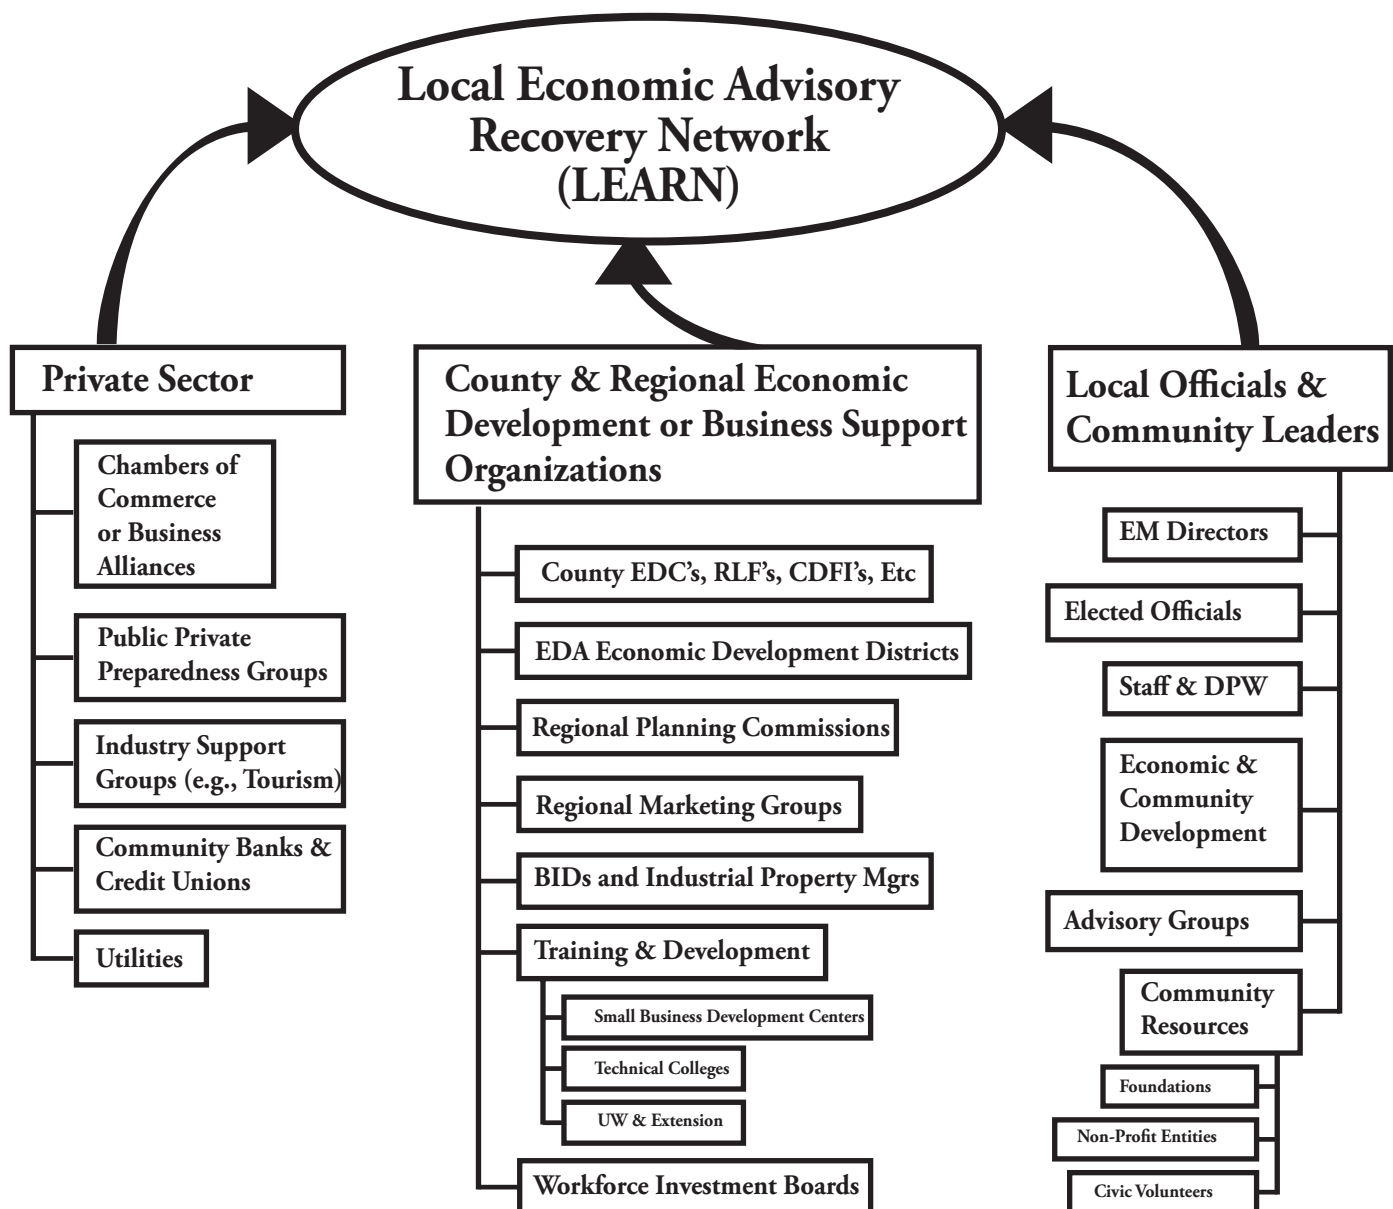 Local Economic Advisory
Recovery Network
(LEARN)
Private Sector
Chambers of
Commerce
or Business
Alliances
Public Private
Preparedness Groups
Industry Support
Groups (e.g., Tourism)
Community Banks &
Credit Unions
Utilities
County & Regional Economic
Development or Business Support
Organizations
County EDC’s, RLF’s, CDFI’s, Etc
EDA Economic Development Districts
Regional Planning Commissions
Regional Marketing Groups
BIDs and Industrial Property Mgrs
Training & Development
Small Business Development Centers
Technical Colleges
UW & Extension
Workforce Investment Boards
Local Officials &
Community Leaders
EM Directors
Elected Officials
Staff & DPW
Economic &
Community
Development
Advisory Groups
Community
Resources
Foundations
Non-Profit Entities
Civic Volunteers